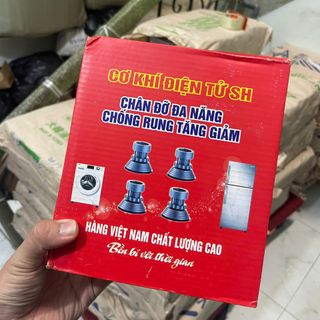 CƠ KHÍ ĐIỆN TỬ SH
CHÂN ĐỠ ĐA NĂNG
CHỐNG RUNG TĂNG GIẢM
HÀNG VIỆT NAM CHẤT LƯỢNG CAO
Bền bỉ với thời gian